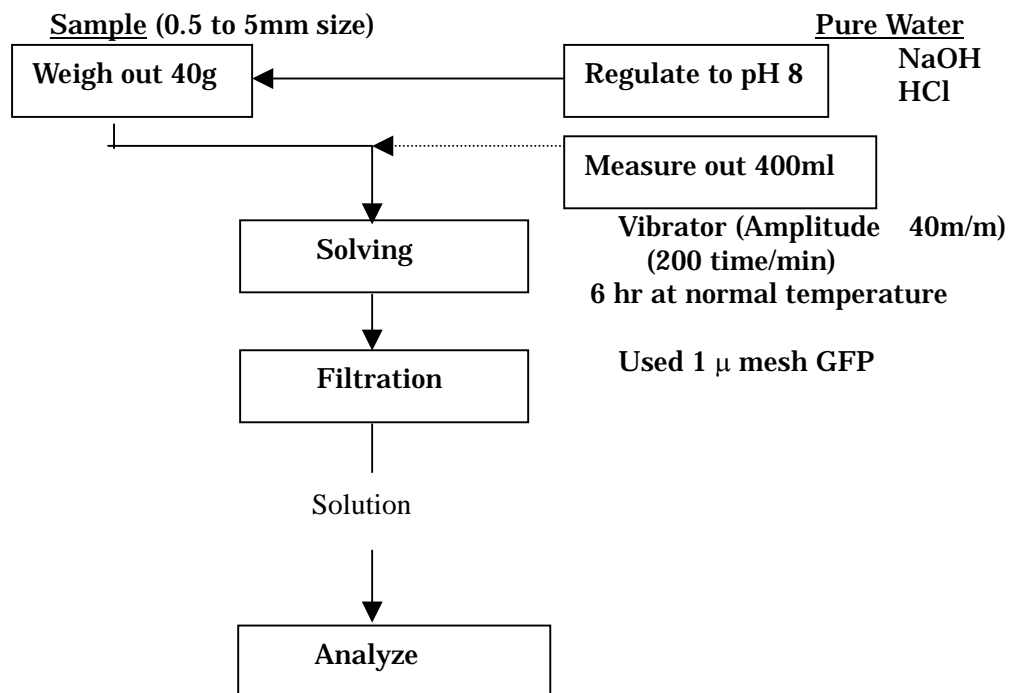 Sample (0.5 to 5mm size)
Pure Water
Weigh out 40g
Regulate to pH 8
NaOH
HCl
Measure out 400ml
Vibrator (Amplitude 40m/m)
Solving
(200 time/min)
6 hr at normal temperature
Filtration
Used 1 μ mesh GFP
Solution
Analyze